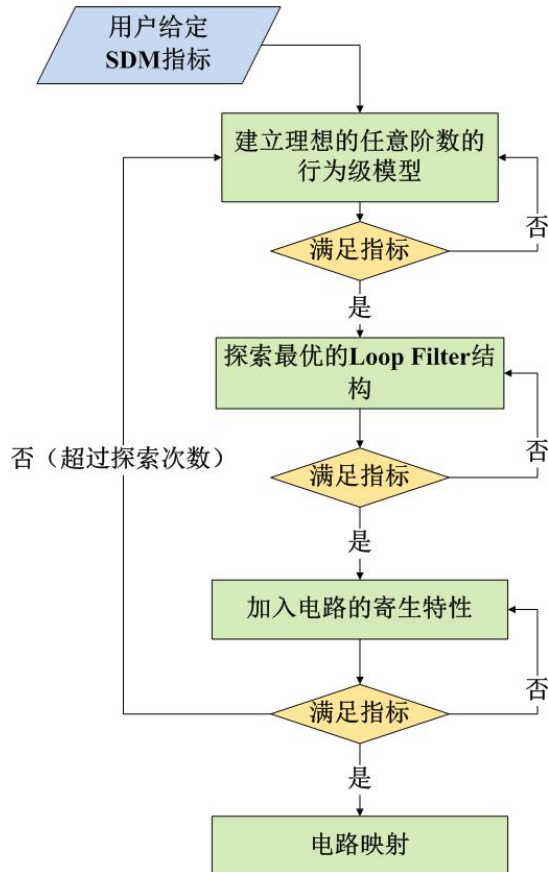 用户给定
SDM指标
建立理想的任意阶数的
行为级模型
否
满足指标
是
探索最优的Loop Filter结
构
否
否（超过探索次数）
满足指标
是
加入电路的寄生特性
否
满足指标
是
电路映射